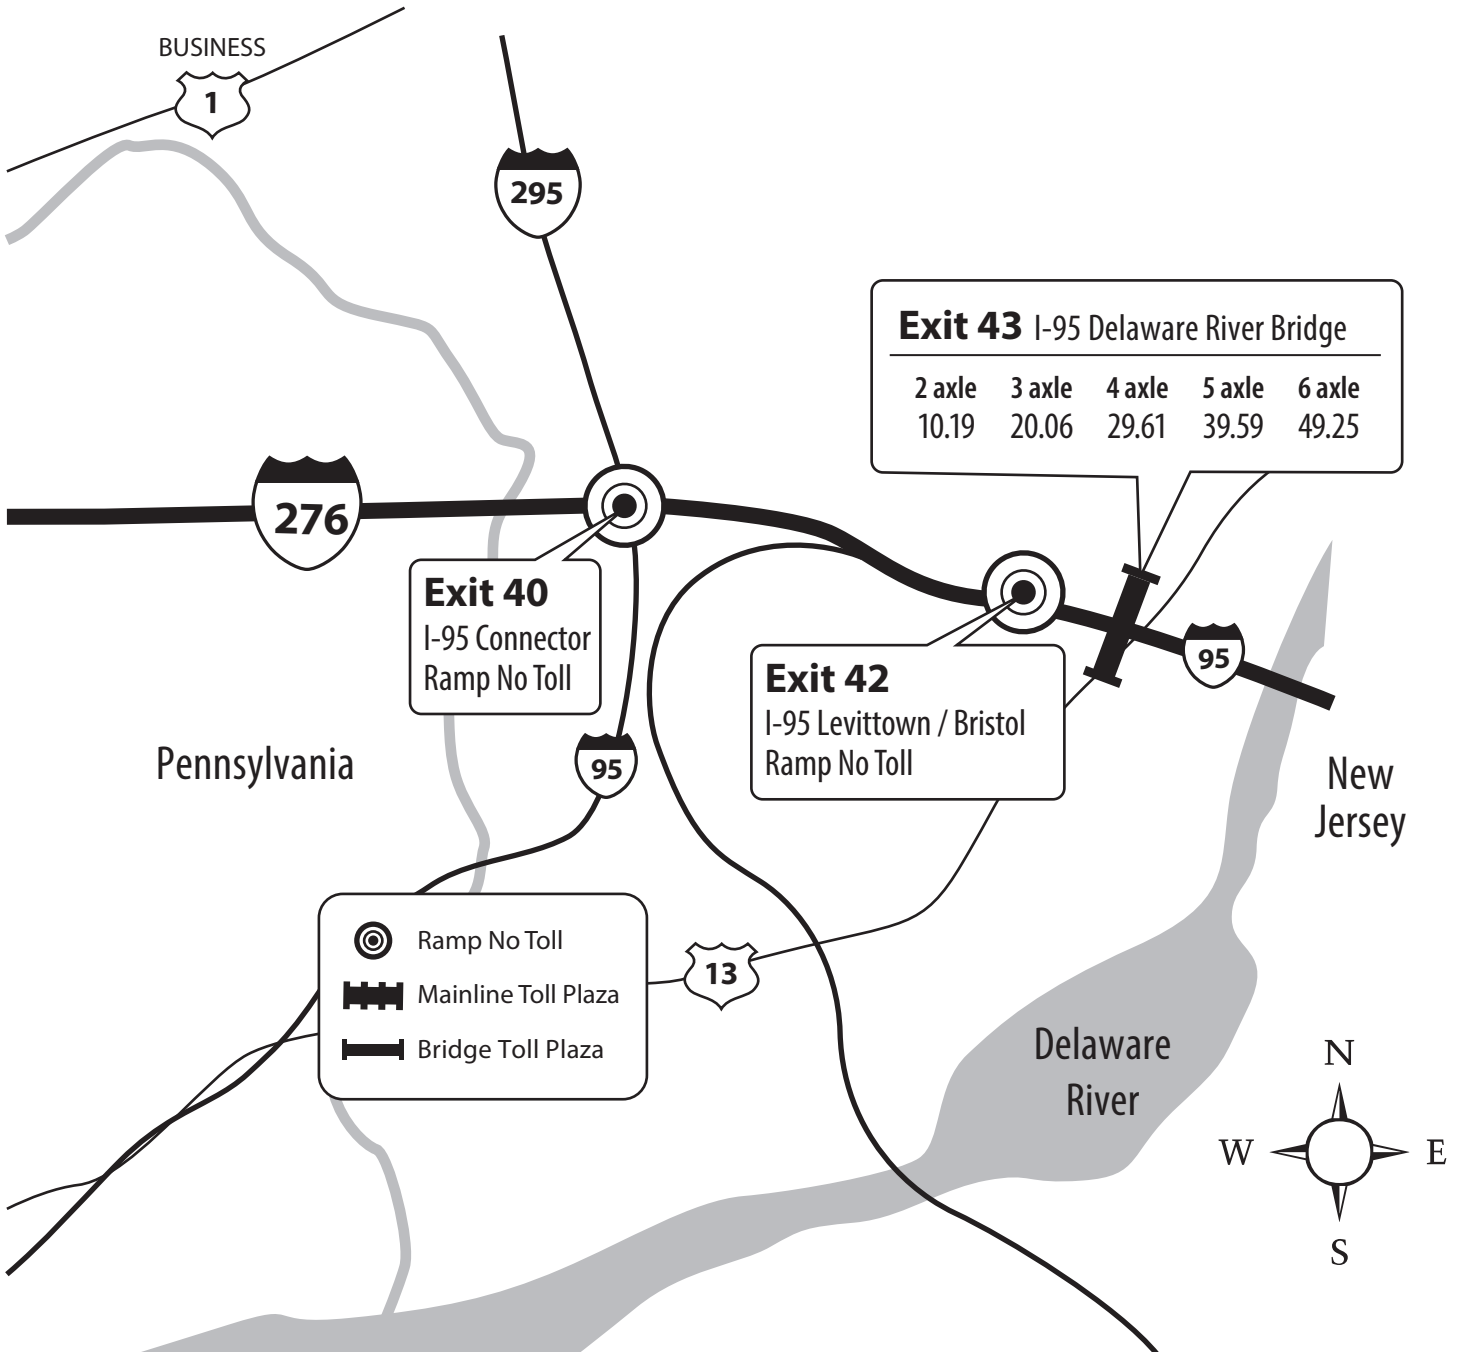 BUSINESS
1
295
Exit 43 I-95 Delaware River Bridge
2 axle 3 axle 4 axle 5 axle 6 axle
10.19 20.06 29.61 39.59 49.25
276
Exit 40
I-95 Connector
Ramp No Toll
Exit 42
I-95 Levittown / Bristol
Ramp No Toll
95
95
Pennsylvania
New
Jersey
Ramp No Toll
Mainline Toll Plaza
Bridge Toll Plaza
13
Delaware
River
N
W E
S